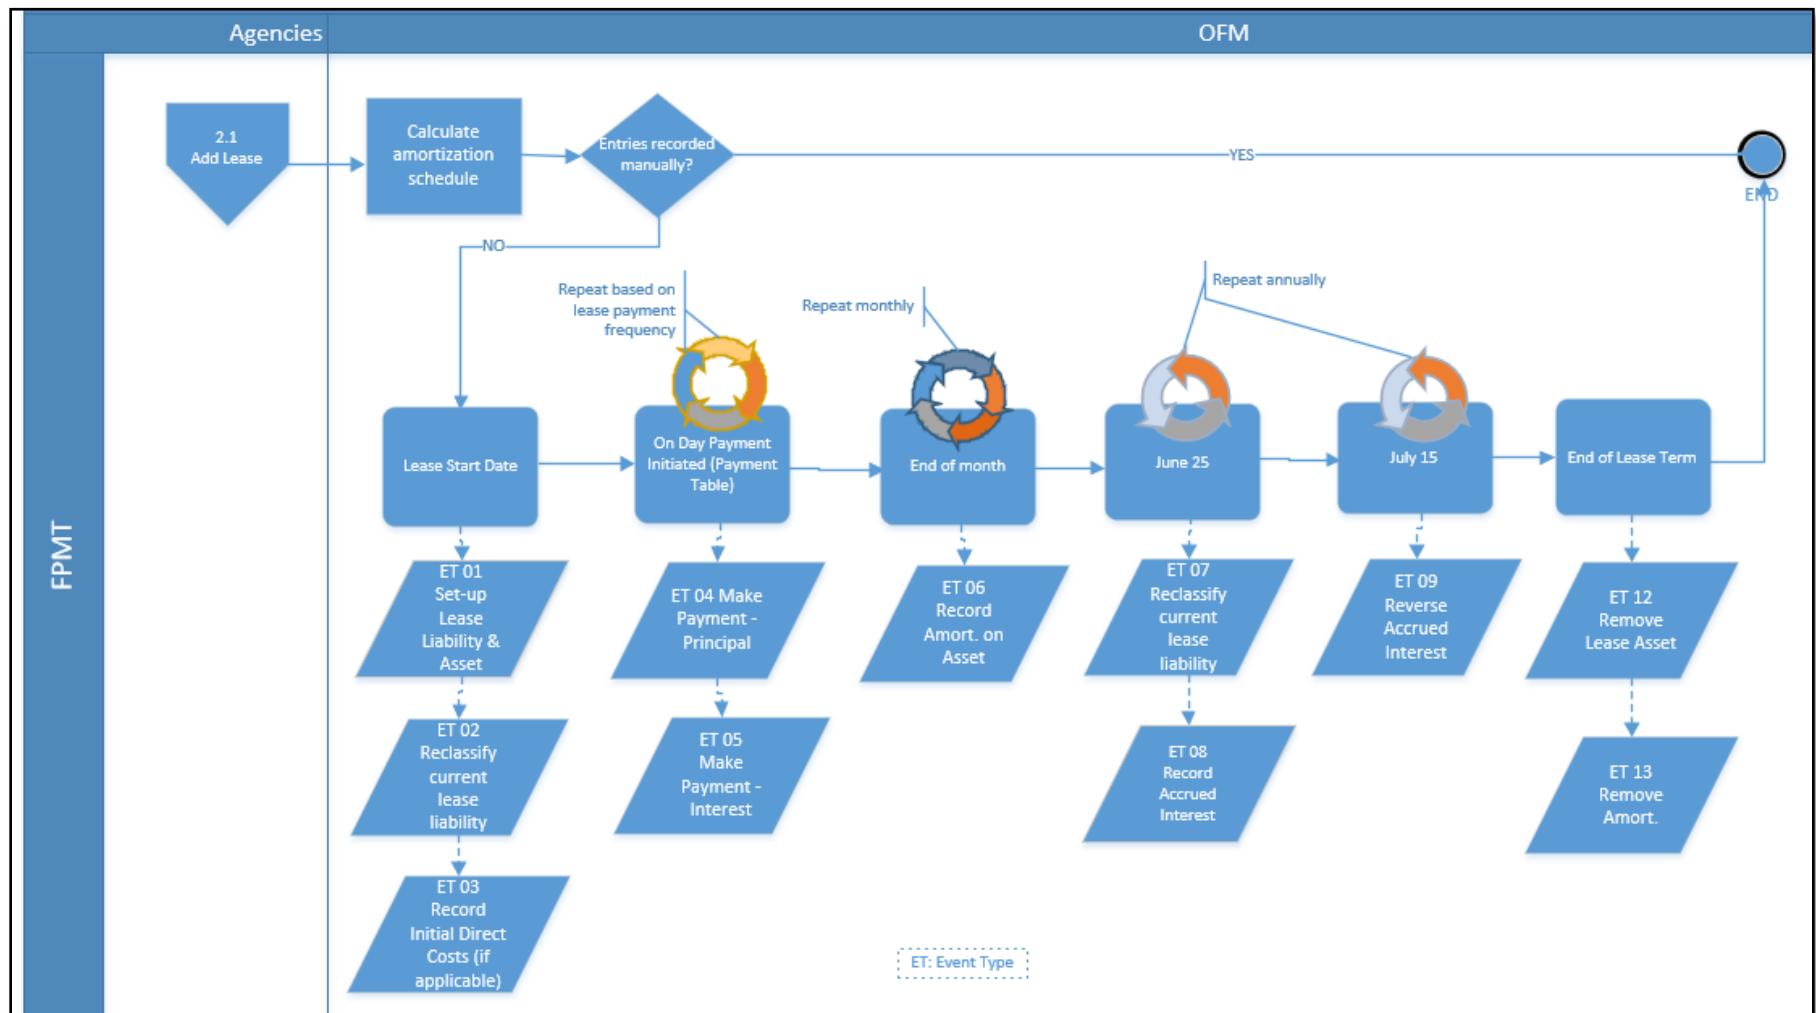 Agencies
OFM
FPMT
2.1
Add Lease
Calculate
amortization
schedule
Entries recorded
manually?
YES
END
NO
Repeat based on
lease payment
frequency
Repeat monthly
Repeat annually
Lease Start Date
On Day Payment
Initiated (Payment
Table)
End of month
June 25
July 15
End of Lease Term
ET 01
Set-up
Lease
Liability &
Asset
ET 04 Make
Payment -
Principal
ET 06
Record
Amort. on
Asset
ET 07
Reclassify
current
lease
liability
ET 09
Reverse
Accrued
Interest
ET 12
Remove
Lease Asset
ET 02
Reclassify
current
lease
liability
ET 05
Make
Payment -
Interest
ET 08
Record
Accrued
Interest
ET 13
Remove
Amort.
ET 03
Record
Initial Direct
Costs (if
applicable)
ET: Event Type